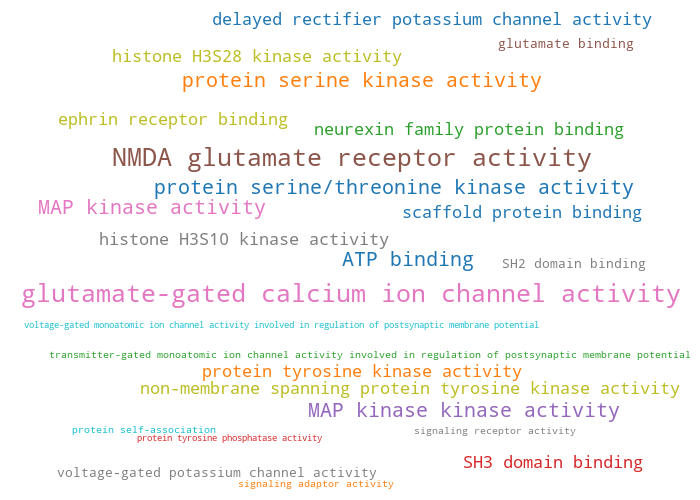 delayed rectifier potassium channel activity
glutamate binding
histone H3S28 kinase activity
protein serine kinase activity
ephrin receptor binding
neurexin family protein binding
NMDA glutamate receptor activity
protein serine/threonine kinase activity
MAP kinase activity
scaffold protein binding
histone H3S10 kinase activity
ATP binding
SH2 domain binding
glutamate-gated calcium ion channel activity
voltage-gated monoatomic ion channel activity involved in regulation of postsynaptic membrane potential
transmitter-gated monoatomic ion channel activity involved in regulation of postsynaptic membrane potential
protein tyrosine kinase activity
non-membrane spanning protein tyrosine kinase activity
MAP kinase kinase activity
protein self-association
signaling receptor activity
protein tyrosine phosphatase activity
SH3 domain binding
voltage-gated potassium channel activity
signaling adaptor activity